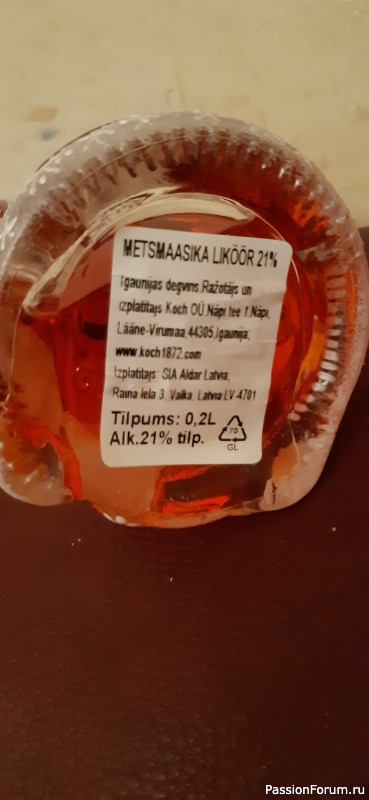 METSMAASIKA LIKÖÖR 21%
Igaunijas degvīns.Ražotājs un
izplatītājs Koch OÜ.Näpi tee 1.Näpi,
Lääne-Virumaa,44305,Igaunija;
www.koch1872.com
Izplatītājs: SIA Aldar Latvia,
Raiņa iela 3, Valka, Latvia LV-4701
Tilpums: 0,2L
Alk.21% tilp.
70
GL
PassionForum.ru